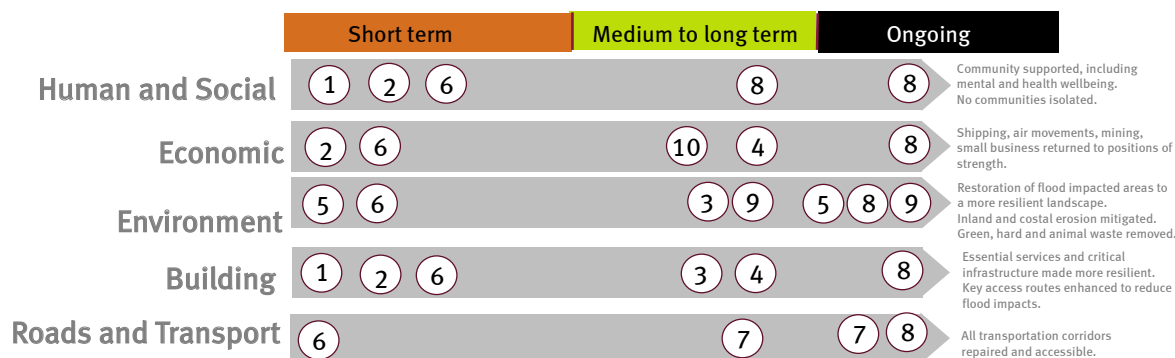 Short term Medium to long term Ongoing
Human and Social 1 2 6 8 8
Community supported, including
mental and health wellbeing.
No communities isolated.
Economic 2 6 10 4 8
Shipping, air movements, mining,
small business returned to positions of
strength.
Environment 5 6 3 9 5 8 9
Restoration of flood impacted areas to
a more resilient landscape.
Inland and costal erosion mitigated.
Green, hard and animal waste removed.
Building 1 2 6 3 4 8
Essential services and critical
infrastructure made more resilient.
Key access routes enhanced to reduce
flood impacts.
Roads and Transport 6 7 7 8
All transportation corridors
repaired and accessible.